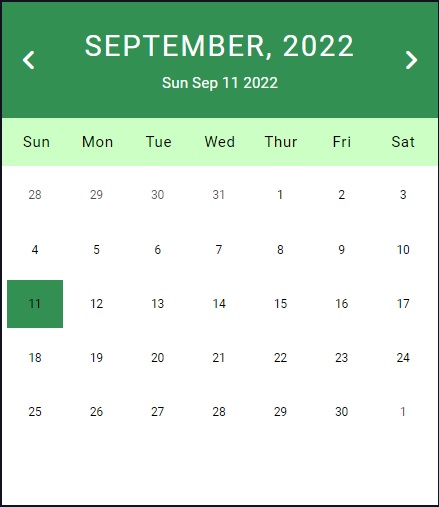 SEPTEMBER, 2022
Sun Sep 11 2022
Sun Mon Tue Wed Thur Fri Sat
28 29 30 31 1 2 3
4 5 6 7 8 9 10
11 12 13 14 15 16 17
18 19 20 21 22 23 24
25 26 27 28 29 30 1